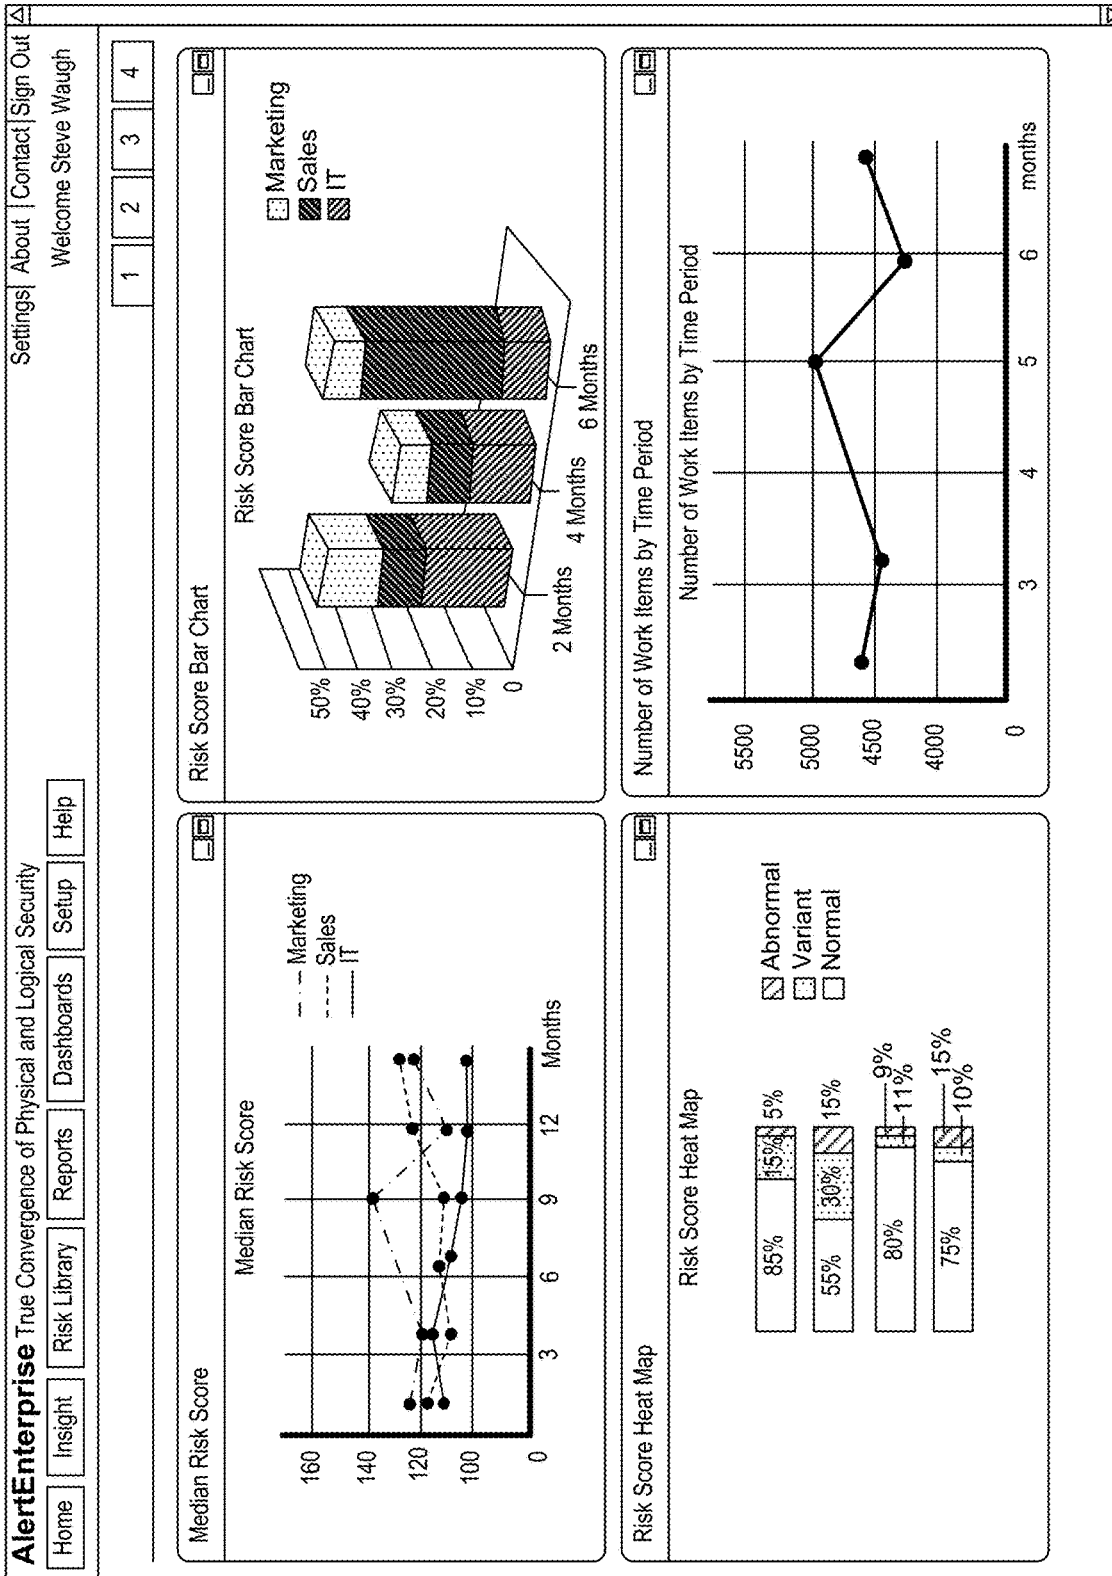 AlertEnterprise True Convergence of Physical and Logical Security
Settings| About |Contact|Sign Out
Home Insight Risk Library Reports Dashboards Setup Help
Welcome Steve Waugh
1 2 3 4
Median Risk Score
Median Risk Score
Marketing
Sales
IT
160
140
120
100
0
3 6 9 12 Months
Risk Score Bar Chart
Risk Score Bar Chart
Marketing
Sales
IT
50%
40%
30%
20%
10%
0
2 Months
4 Months
6 Months
Risk Score Heat Map
Risk Score Heat Map
85% 15% 5%
55% 30% 15%
80% 9% 11%
75% 15% 10%
Abnormal
Variant
Normal
Number of Work Items by Time Period
Number of Work Items by Time Period
5500
5000
4500
4000
0
3 4 5 6 months